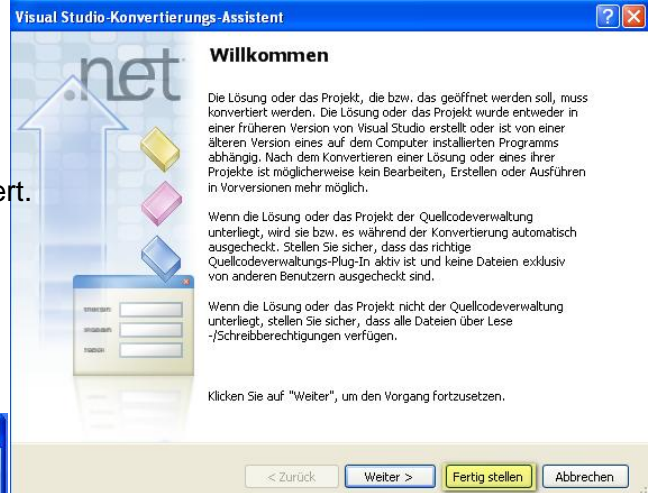 Visual Studio-Konvertierungs-Assistent
.net
Willkommen
Die Lösung oder das Projekt, die bzw. das geöffnet werden soll, muss
konvertiert werden. Die Lösung oder das Projekt wurde entweder in
einer früheren Version von Visual Studio erstellt oder ist von einer
älteren Version eines auf dem Computer installierten Programms
abhängig. Nach dem Konvertieren einer Lösung oder eines ihrer
Projekte ist möglicherweise kein Bearbeiten, Erstellen oder Ausführen
in Vorversionen mehr möglich.
ert.
Wenn die Lösung oder das Projekt der Quellcodeverwaltung
unterliegt, wird sie bzw. es während der Konvertierung automatisch
ausgecheckt. Stellen Sie sicher, dass das richtige
Quellcodeverwaltungs-Plug-In aktiv ist und keine Dateien exklusiv
von anderen Benutzern ausgecheckt sind.
Wenn die Lösung oder das Projekt nicht der Quellcodeverwaltung
unterliegt, stellen Sie sicher, dass alle Dateien über Lese
-/Schreibberechtigungen verfügen.
Klicken Sie auf "Weiter", um den Vorgang fortzusetzen.
< Zurück Weiter > Fertig stellen Abbrechen